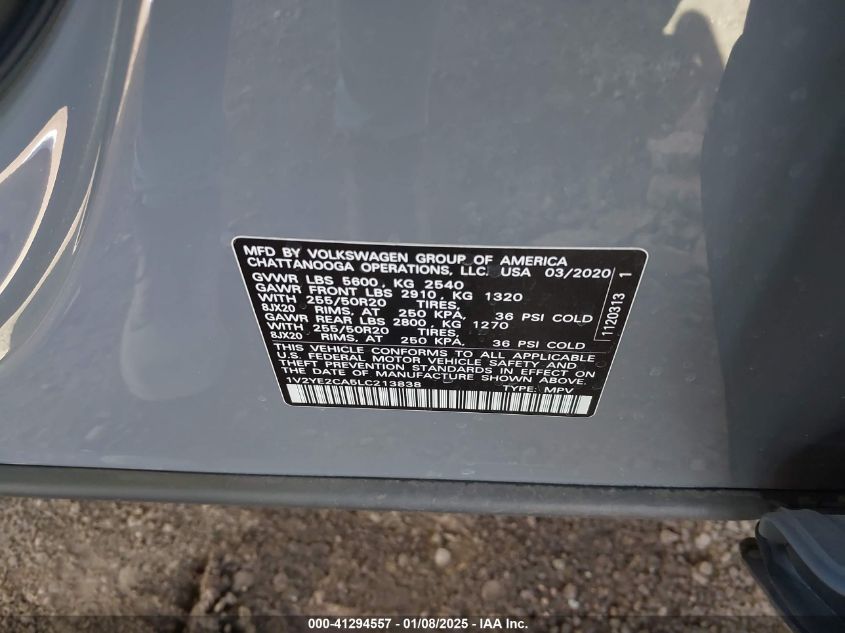 MFD BY VOLKSWAGEN GROUP OF AMERICA
CHATTANOOGA OPERATIONS, LLC. USA 03/2020
GVWR LBS 5600, KG 2540
GAWR FRONT LBS 2910, KG 1320
WITH 255/50R20 TIRES,
8JX20 RIMS, AT 250 KPA, 36 PSI COLD
GAWR REAR LBS 2800, KG 1270
WITH 255/50R20 TIRES,
8JX20 RIMS, AT 250 KPA, 36 PSI COLD
THIS VEHICLE CONFORMS TO ALL APPLICABLE
U.S. FEDERAL MOTOR VEHICLE SAFETY AND
THEFT PREVENTION STANDARDS IN EFFECT ON
THE DATE OF MANUFACTURE SHOWN ABOVE.
1V2YE2CA5LC213838 TYPE: MPV
1120313 1
000-41294557 - 01/08/2025 - IAA Inc.